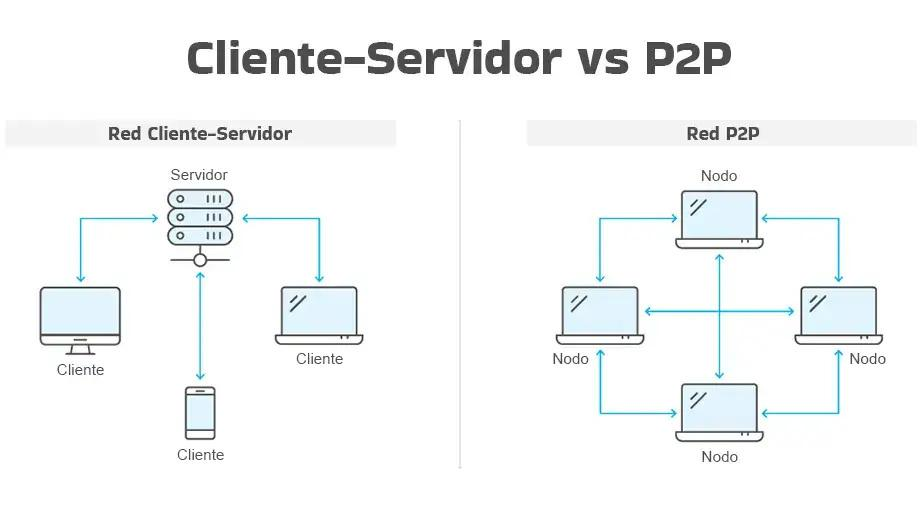 Cliente-Servidor vs P2P
Red Cliente-Servidor
Servidor
Cliente
Cliente
Cliente
Red P2P
Nodo
Nodo
Nodo
Nodo